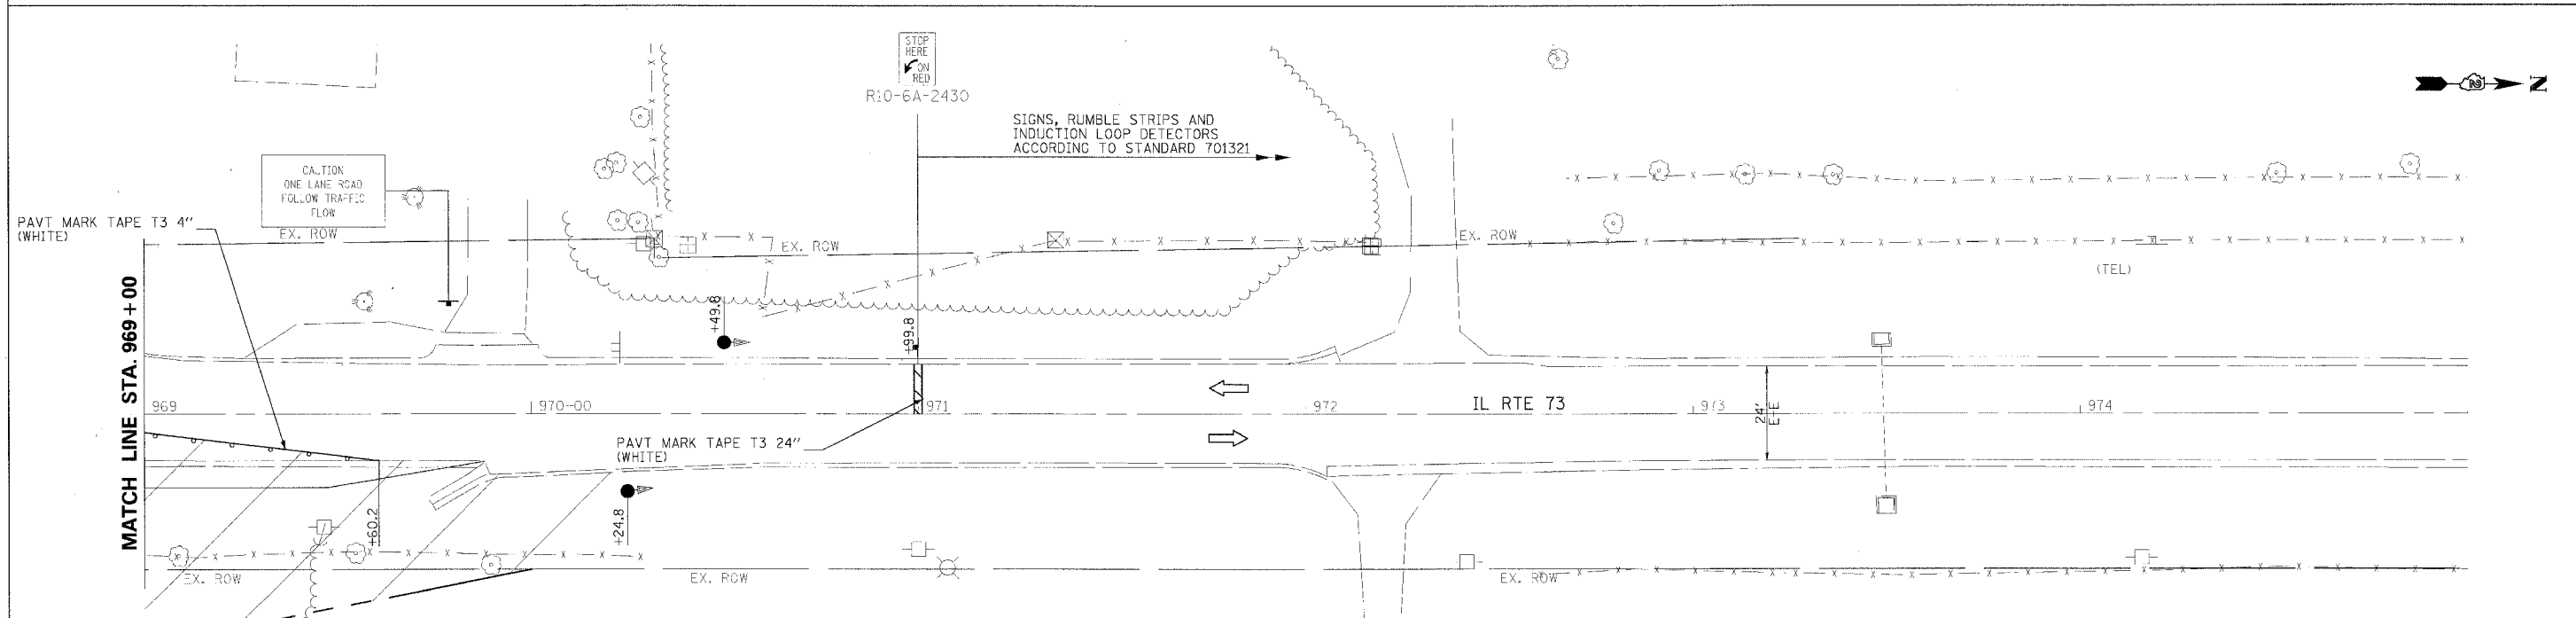 STOP
HERE
ON
RED
R10-6A-2430
SIGNS, RUMBLE STRIPS AND
INDUCTION LOOP DETECTORS
ACCORDING TO STANDARD 701321
N
CAUTION
ONE LANE ROAD
FOLLOW TRAFFIC
FLOW
PAVT MARK TAPE T3 4"
(WHITE)
EX. ROW
EX. ROW
EX. ROW
(TEL)
MATCH LINE STA. 969+00
+49.8
+99.8
969
970+00
971
972
IL RTE 73
973
974
24'
E-E
PAVT MARK TAPE T3 24"
(WHITE)
+60.2
+24.8
EX. ROW
EX. ROW
EX. ROW